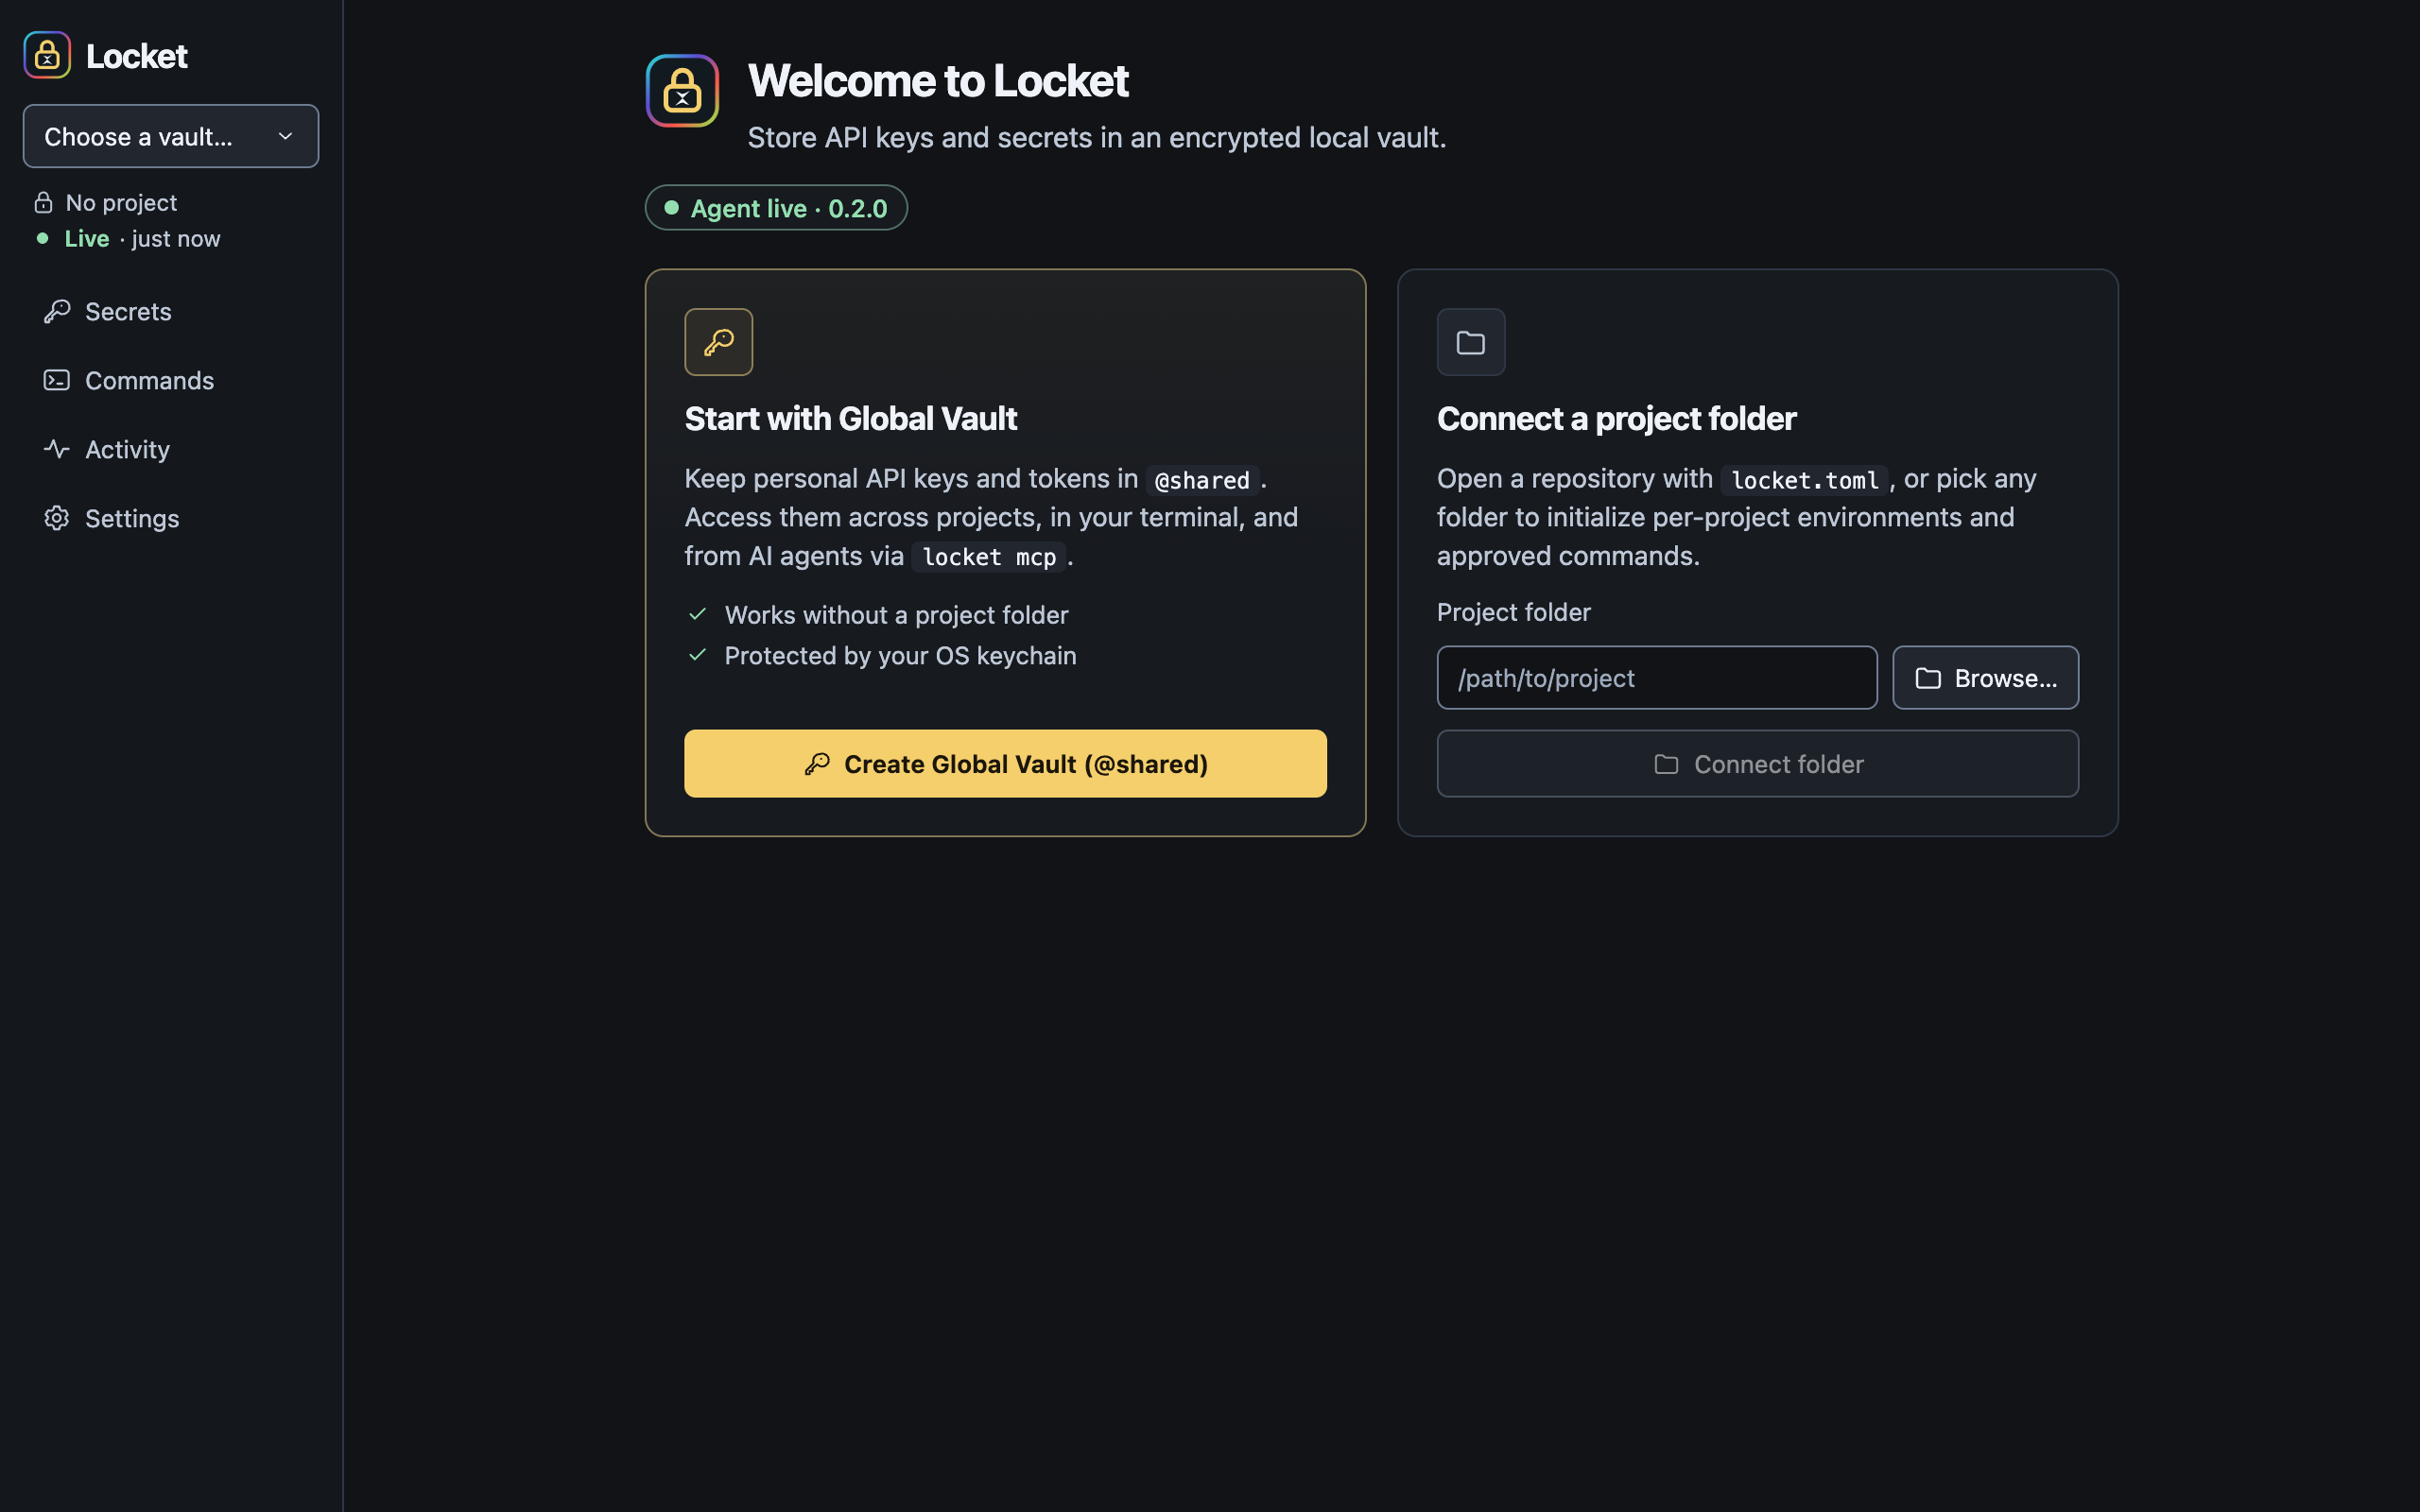 Locket
Choose a vault...
No project
Live · just now
Secrets
Commands
Activity
Settings
Welcome to Locket
Store API keys and secrets in an encrypted local vault.
Agent live · 0.2.0
Start with Global Vault
Keep personal API keys and tokens in @shared.
Access them across projects, in your terminal, and
from AI agents via locket mcp.
Works without a project folder
Protected by your OS keychain
Create Global Vault (@shared)
Connect a project folder
Open a repository with locket.toml, or pick any
folder to initialize per-project environments and
approved commands.
Project folder
/path/to/project
Browse...
Connect folder